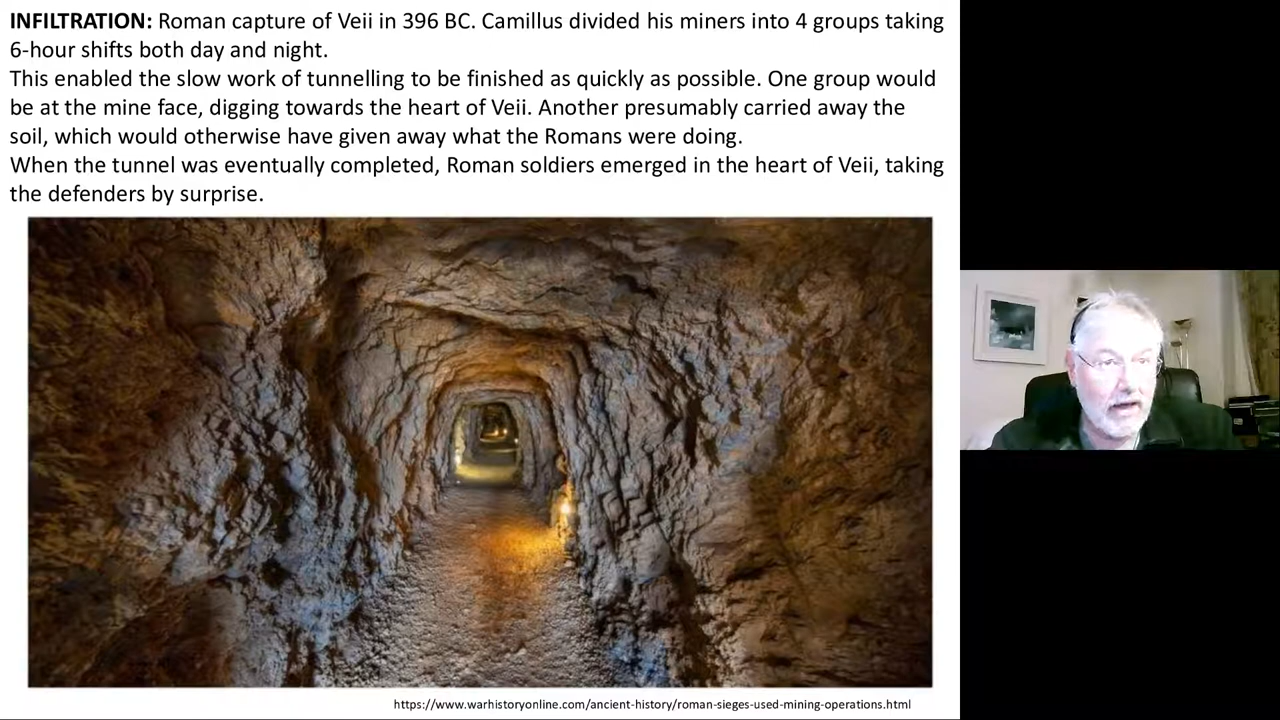 INFILTRATION: Roman capture of Veii in 396 BC. Camillus divided his miners into 4 groups taking
6-hour shifts both day and night.
This enabled the slow work of tunnelling to be finished as quickly as possible. One group would
be at the mine face, digging towards the heart of Veii. Another presumably carried away the
soil, which would otherwise have given away what the Romans were doing.
When the tunnel was eventually completed, Roman soldiers emerged in the heart of Veii, taking
the defenders by surprise.
https://www.warhistoryonline.com/ancient-history/roman-sieges-used-mining-operations.html